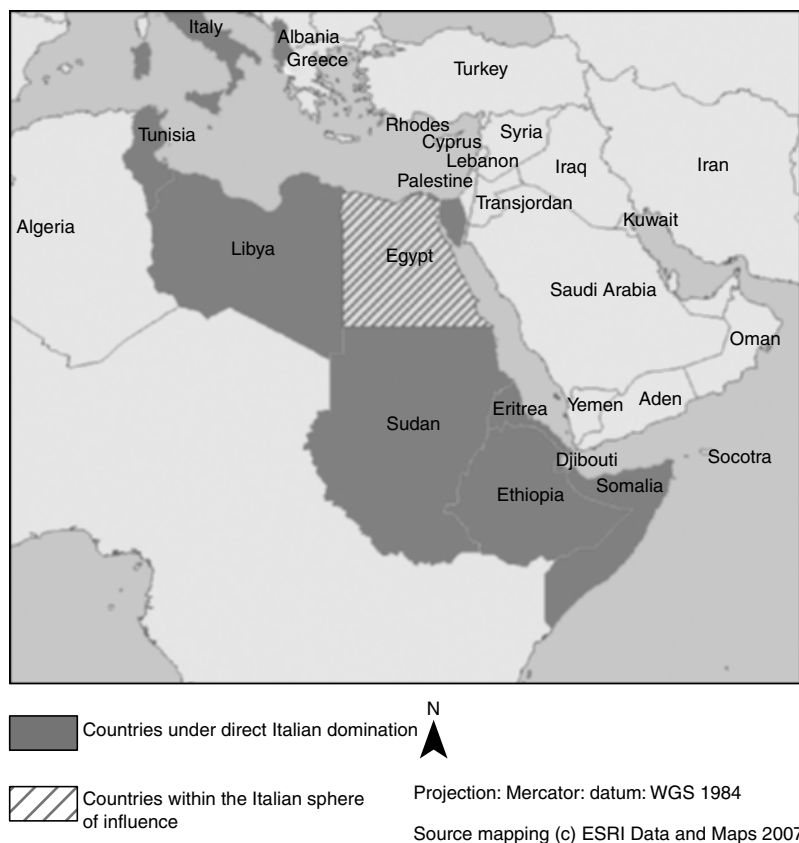 Italy
Albania
Greece
Turkey
Tunisia
Rhodes
Cyprus
Syria
Lebanon
Iraq
Iran
Palestine
Transjordan
Algeria
Kuwait
Libya
Egypt
Saudi Arabia
Oman
Eritrea
Yemen
Aden
Sudan
Djibouti
Socotra
Ethiopia
Somalia
Countries under direct Italian domination
N
Countries within the Italian sphere
of influence
Projection: Mercator: datum: WGS 1984
Source mapping (c) ESRI Data and Maps 2007